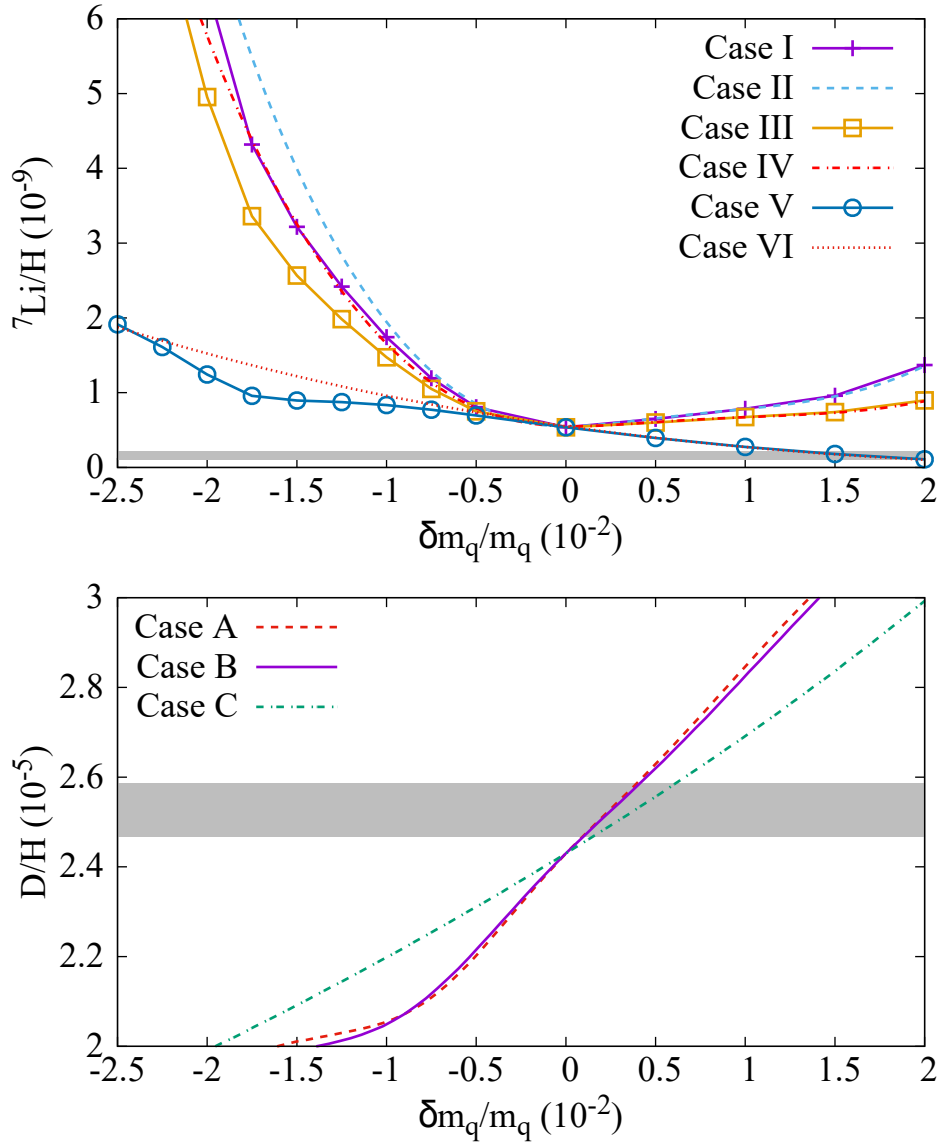 6
5
4
3
2
1
0
⁷Li/H (10⁻⁹)
Case I
Case II
Case III
Case IV
Case V
Case VI
-2.5 -2 -1.5 -1 -0.5 0 0.5 1 1.5 2
δm_q/m_q (10⁻²)
3
2.8
2.6
2.4
2.2
2
D/H (10⁻⁵)
Case A
Case B
Case C
-2.5 -2 -1.5 -1 -0.5 0 0.5 1 1.5 2
δm_q/m_q (10⁻²)